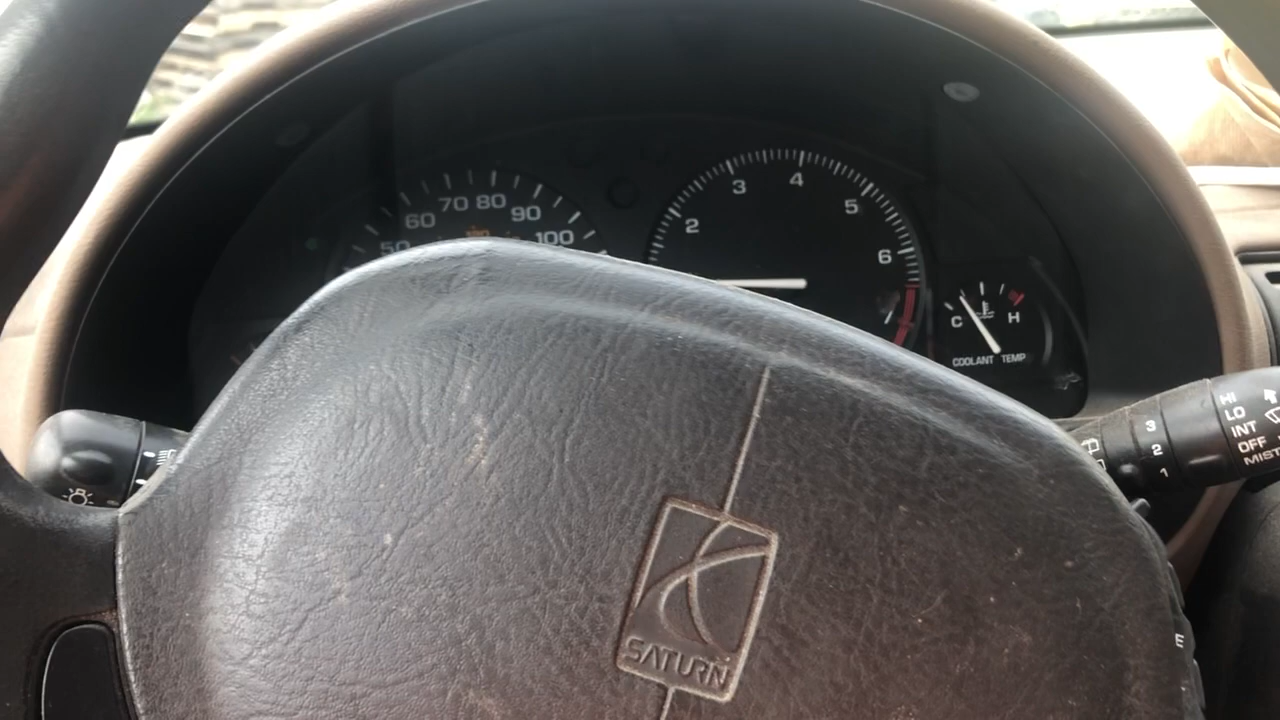 50 60 70 80 90 100
2 3 4 5 6
C H
COOLANT TEMP
3
2
1
HI
LO
INT
OFF
MIST
SATURN
E